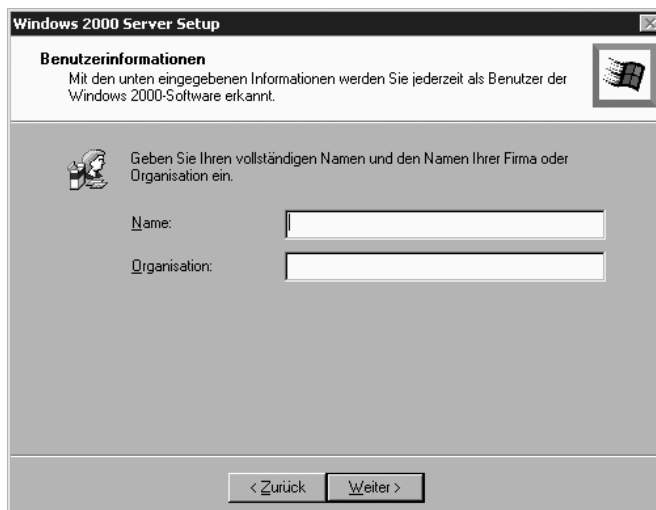 Windows 2000 Server Setup
Benutzerinformationen
Mit den unten eingegebenen Informationen werden Sie jederzeit als Benutzer der
Windows 2000-Software erkannt.
Geben Sie Ihren vollständigen Namen und den Namen Ihrer Firma oder
Organisation ein.
Name:
Organisation:
< Zurück Weiter >